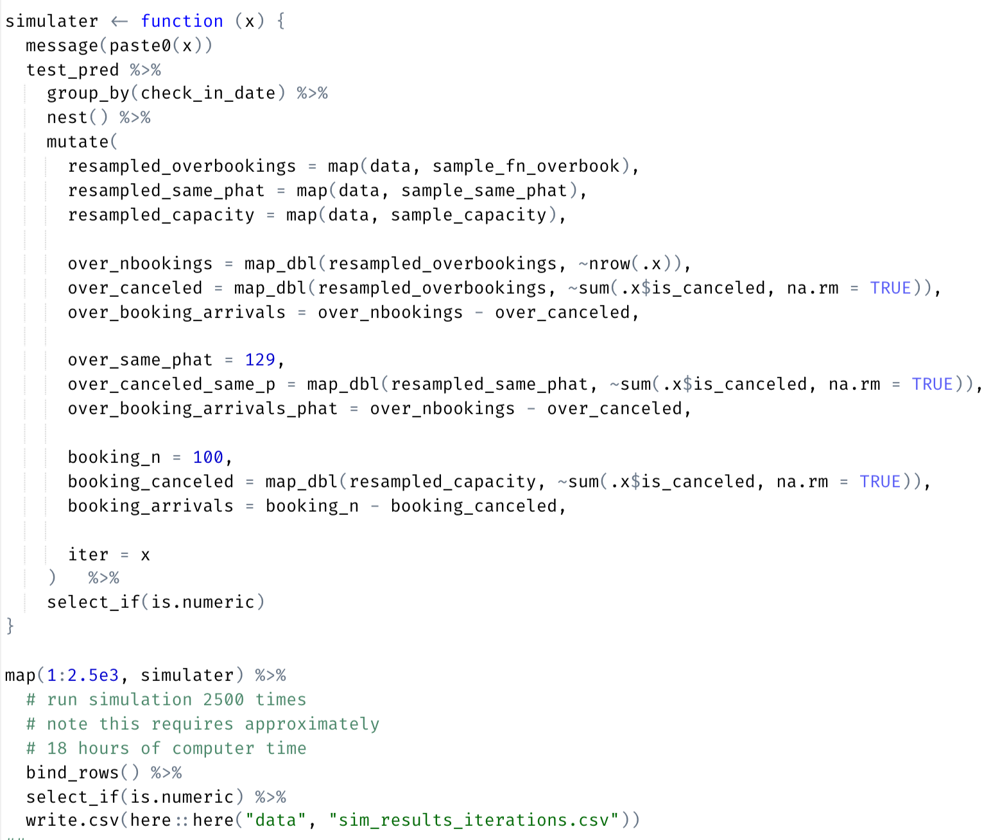 simulater <- function (x) {
  message(paste0(x))
  test_pred %>%
    group_by(check_in_date) %>%
    nest() %>%
    mutate(
      resampled_overbookings = map(data, sample_fn_overbook),
      resampled_same_phat = map(data, sample_same_phat),
      resampled_capacity = map(data, sample_capacity),

      over_nbookings = map_dbl(resampled_overbookings, ~nrow(.x)),
      over_canceled = map_dbl(resampled_overbookings, ~sum(.x$is_canceled, na.rm = TRUE)),
      over_booking_arrivals = over_nbookings - over_canceled,

      over_same_phat = 129,
      over_canceled_same_p = map_dbl(resampled_same_phat, ~sum(.x$is_canceled, na.rm = TRUE)),
      over_booking_arrivals_phat = over_nbookings - over_canceled,

      booking_n = 100,
      booking_canceled = map_dbl(resampled_capacity, ~sum(.x$is_canceled, na.rm = TRUE)),
      booking_arrivals = booking_n - booking_canceled,

      iter = x
    )   %>%
    select_if(is.numeric)
}

map(1:2.5e3, simulater) %>%
  # run simulation 2500 times
  # note this requires approximately
  # 18 hours of computer time
  bind_rows() %>%
  select_if(is.numeric) %>%
  write.csv(here::here("data", "sim_results_iterations.csv"))